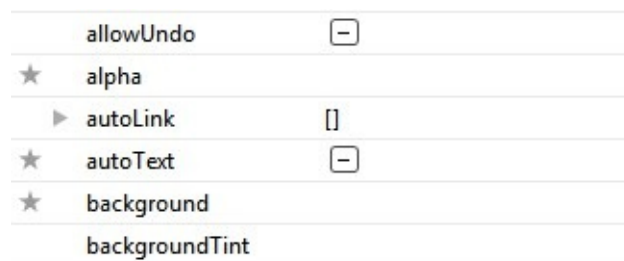 allowUndo
alpha
autoLink []
autoText
background
backgroundTint